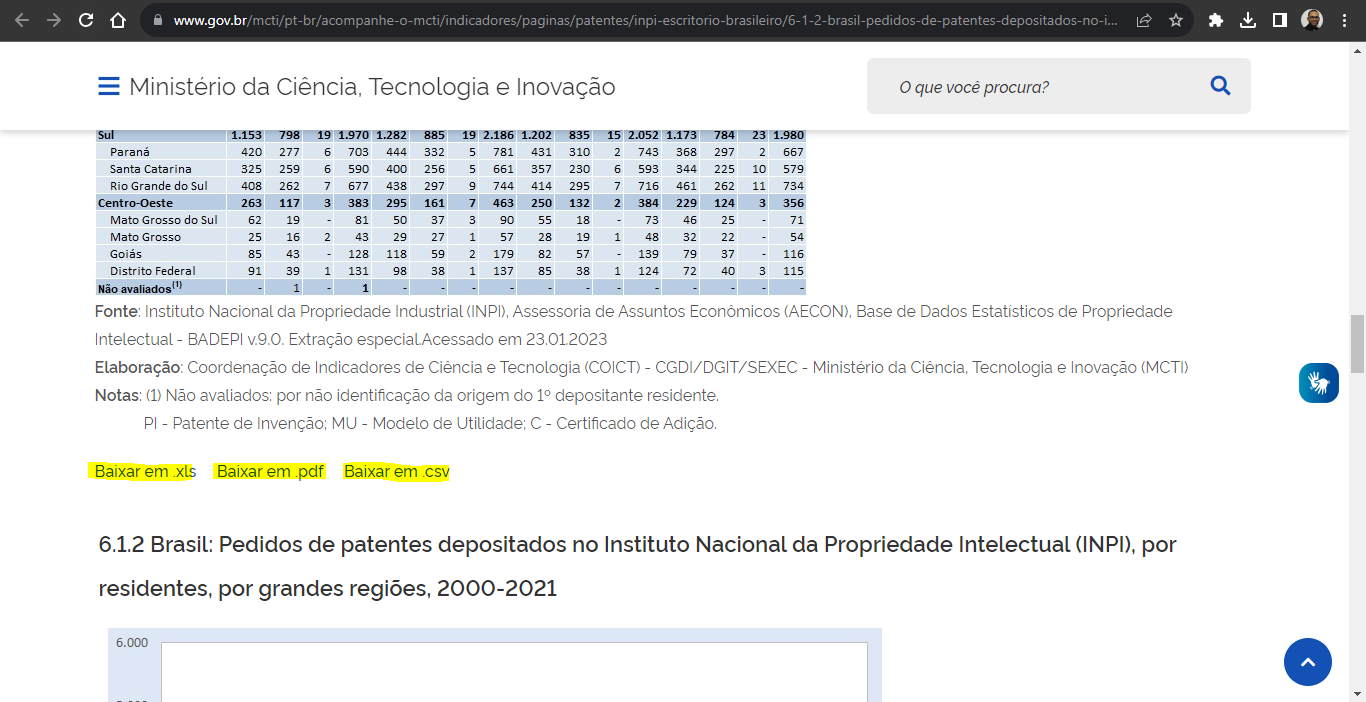 www.gov.br/mcti/pt-br/acompanhe-o-mcti/indicadores/paginas/patentes/inpi-escritorio-brasileiro/6-1-2-brasil-pedidos-de-patentes-depositados-no-i...
Ministério da Ciência, Tecnologia e Inovação
O que você procura?
Sul 1.153 798 19 1.970 1.282 885 19 2.186 1.202 835 15 2.052 1.173 784 23 1.980
Paraná 420 277 6 703 444 332 5 781 431 310 2 743 368 297 2 667
Santa Catarina 325 259 6 590 400 256 5 661 357 230 6 593 344 225 10 579
Rio Grande do Sul 408 262 7 677 438 297 9 744 414 295 7 716 461 262 11 734
Centro-Oeste 263 117 3 383 295 161 7 463 250 132 2 384 229 124 3 356
Mato Grosso do Sul 62 19 - 81 50 37 3 90 55 18 - 73 46 25 - 71
Mato Grosso 25 16 2 43 29 27 1 57 28 19 1 48 32 22 - 54
Goiás 85 43 - 128 118 59 2 179 82 57 - 139 79 37 - 116
Distrito Federal 91 39 1 131 98 38 1 137 85 38 1 124 72 40 3 115
Não avaliados(1) - 1 - 1 - - - - - - - - - - - -
Fonte: Instituto Nacional da Propriedade Industrial (INPI), Assessoria de Assuntos Econômicos (AECON), Base de Dados Estatísticos de Propriedade
Intelectual - BADEPI v.9.0. Extração especial.Acessado em 23.01.2023
Elaboração: Coordenação de Indicadores de Ciência e Tecnologia (COICT) - CGDI/DGIT/SEXEC - Ministério da Ciência, Tecnologia e Inovação (MCTI)
Notas: (1) Não avaliados: por não identificação da origem do 1º depositante residente.
PI - Patente de Invenção; MU - Modelo de Utilidade; C - Certificado de Adição.
Baixar em .xls Baixar em .pdf Baixar em .csv
6.1.2 Brasil: Pedidos de patentes depositados no Instituto Nacional da Propriedade Intelectual (INPI), por
residentes, por grandes regiões, 2000-2021
6.000